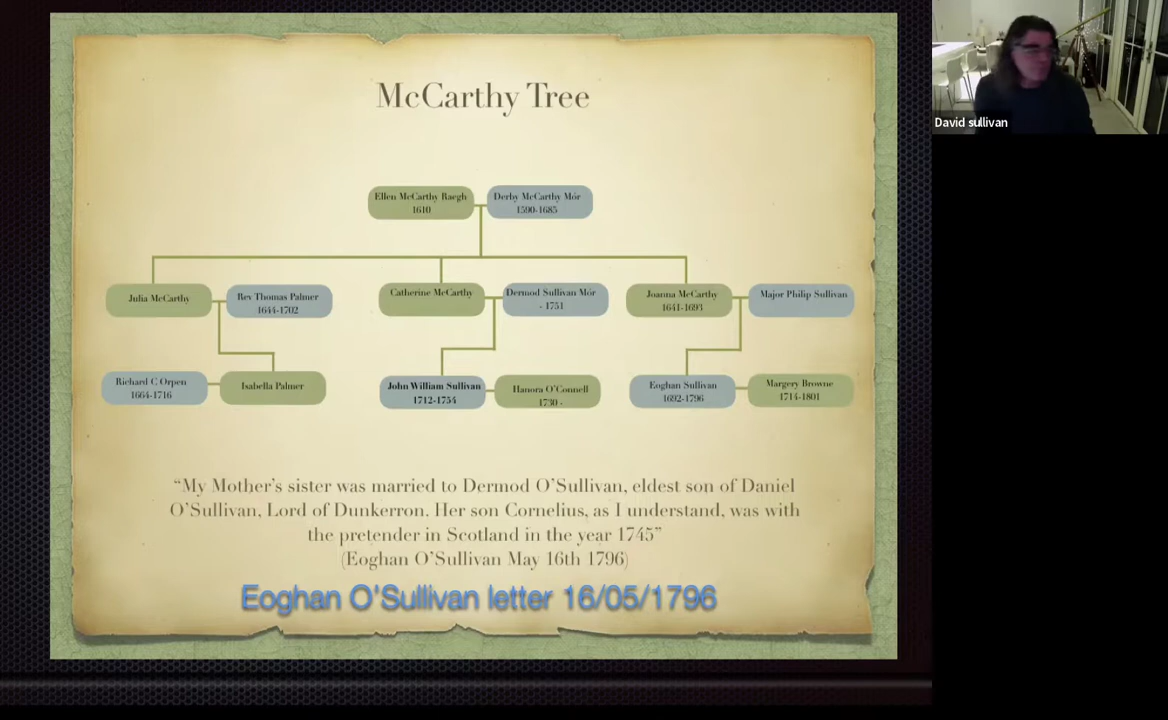 McCarthy Tree
Ellen McCarthy Raegh
1610
Derby McCarthy Mór
1590-1685
Julia McCarthy
Rev Thomas Palmer
1644-1702
Catherine McCarthy
Dermod Sullivan Mór
- 1751
Joanna McCarthy
1641-1693
Major Philip Sullivan
Richard C Orpen
1664-1716
Isabella Palmer
John William Sullivan
1712-1754
Hanora O'Connell
1730 -
Eoghan Sullivan
1692-1796
Margery Browne
1714-1801
“My Mother’s sister was married to Dermod O’Sullivan, eldest son of Daniel
O’Sullivan, Lord of Dunkerron. Her son Cornelius, as I understand, was with
the pretender in Scotland in the year 1745”
(Eoghan O’Sullivan May 16th 1796)
Eoghan O'Sullivan letter 16/05/1796
David sullivan